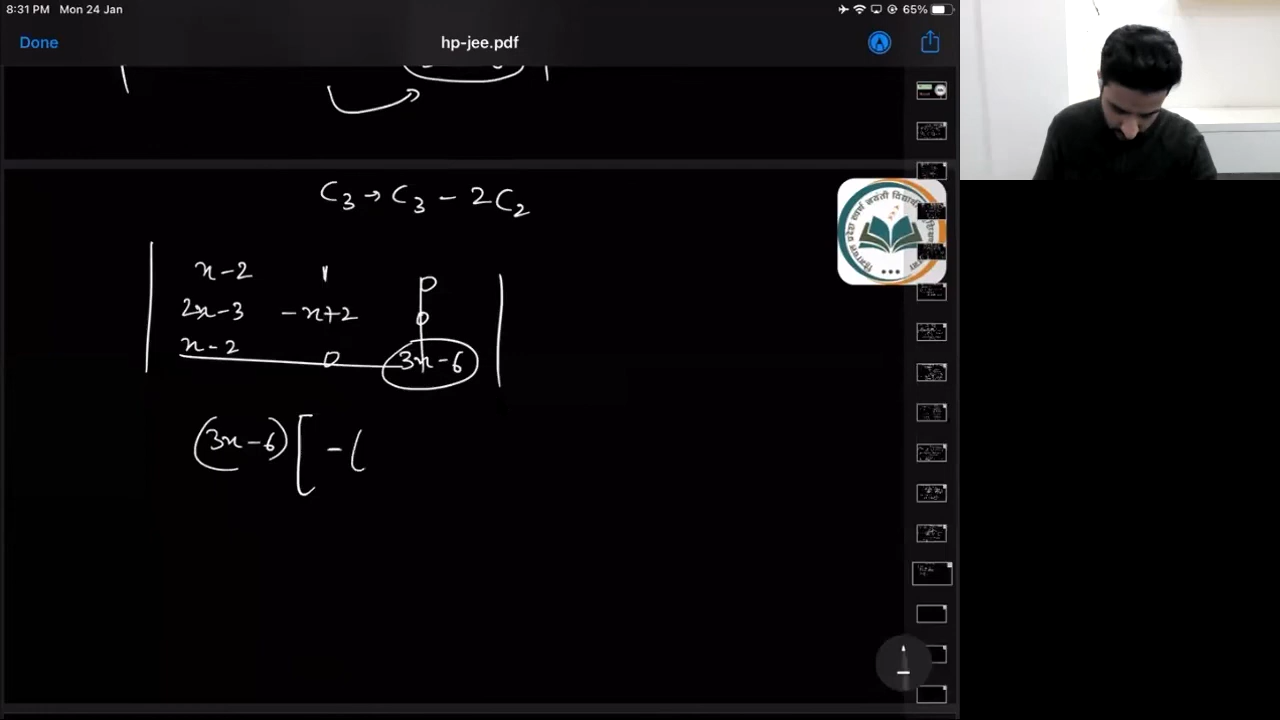 8:31 PM Mon 24 Jan
65%
Done
hp-jee.pdf
C₃ → C₃ - 2C₂
x-2 1 0
2x-3 -x+2 0
x-2 0 3x-6
(3x-6) [ -(